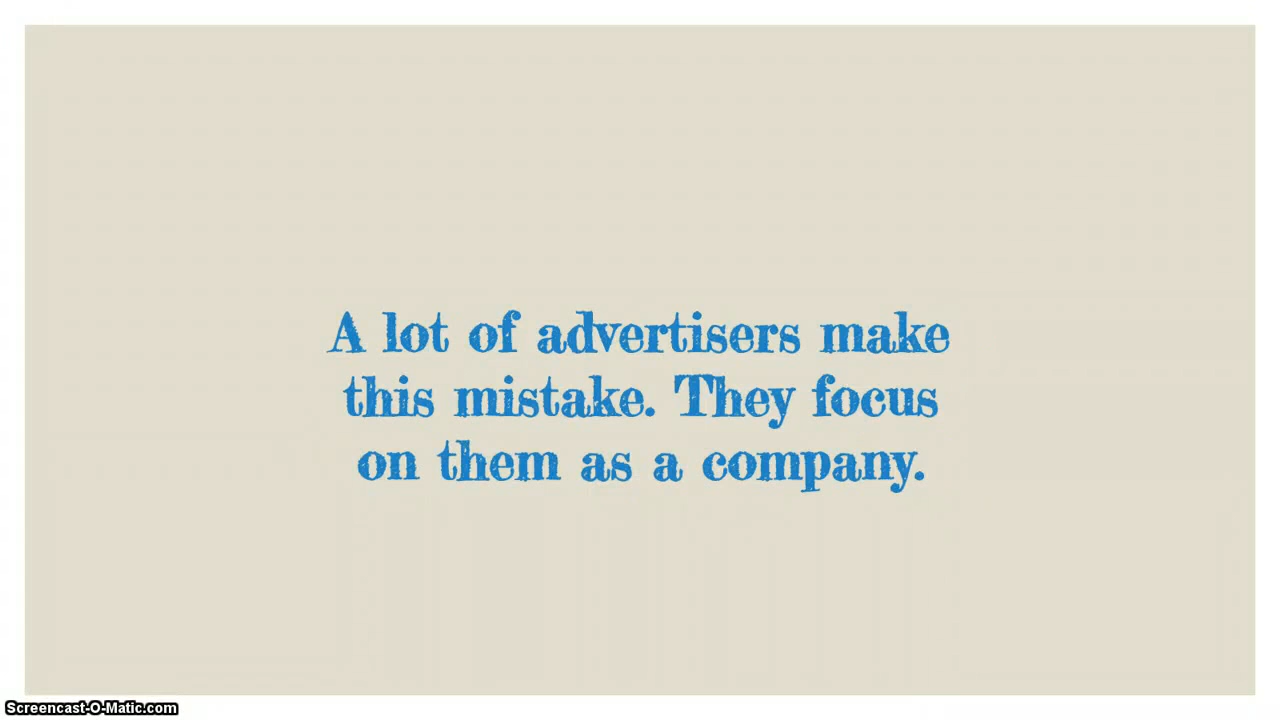 A lot of advertisers make
this mistake. They focus
on them as a company.
Screencast-O-Matic.com